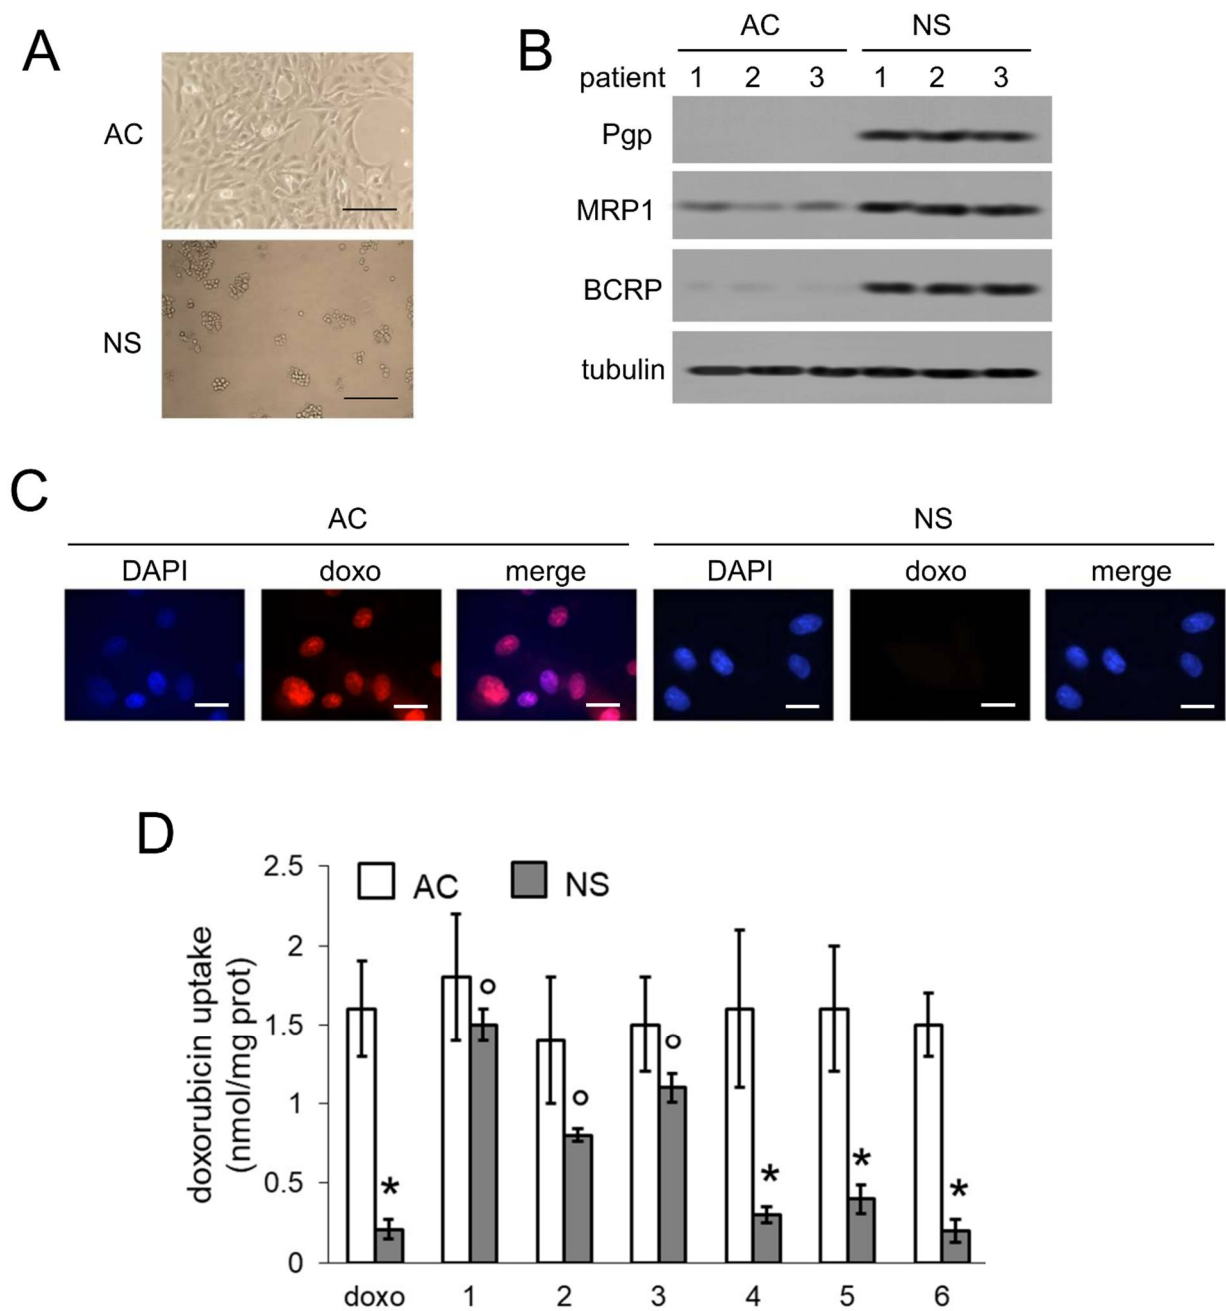 A
AC
NS
B
AC NS
patient 1 2 3 1 2 3
Pgp
MRP1
BCRP
tubulin
C
AC NS
DAPI doxo merge DAPI doxo merge
D
doxorubicin uptake
(nmol/mg prot)
2.5
2
1.5
1
0.5
0
AC NS
° ° °
* * * *
doxo 1 2 3 4 5 6